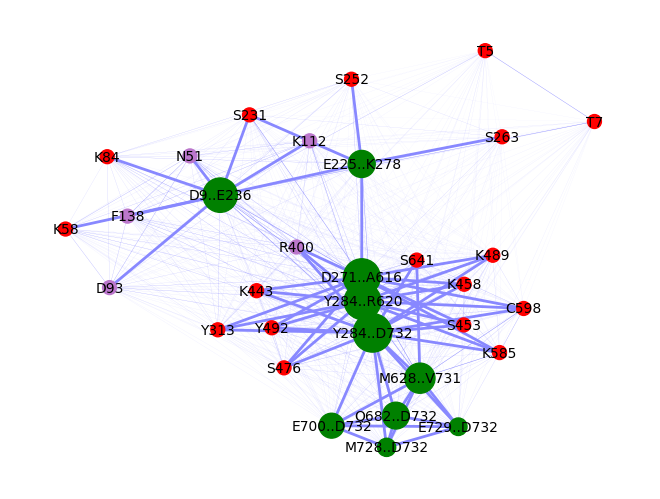 T5
S252
S231
T7
K112
S263
K84
N51
E225..K278
D9..E236
F138
K58
R400
S641
K489
D93
D271..A616
K458
K443
Y284..R620
C598
Y313
Y492
S453
Y284..D732
K585
S476
M628..V731
O682..D732
E700..D732
E729..D732
M728..D732